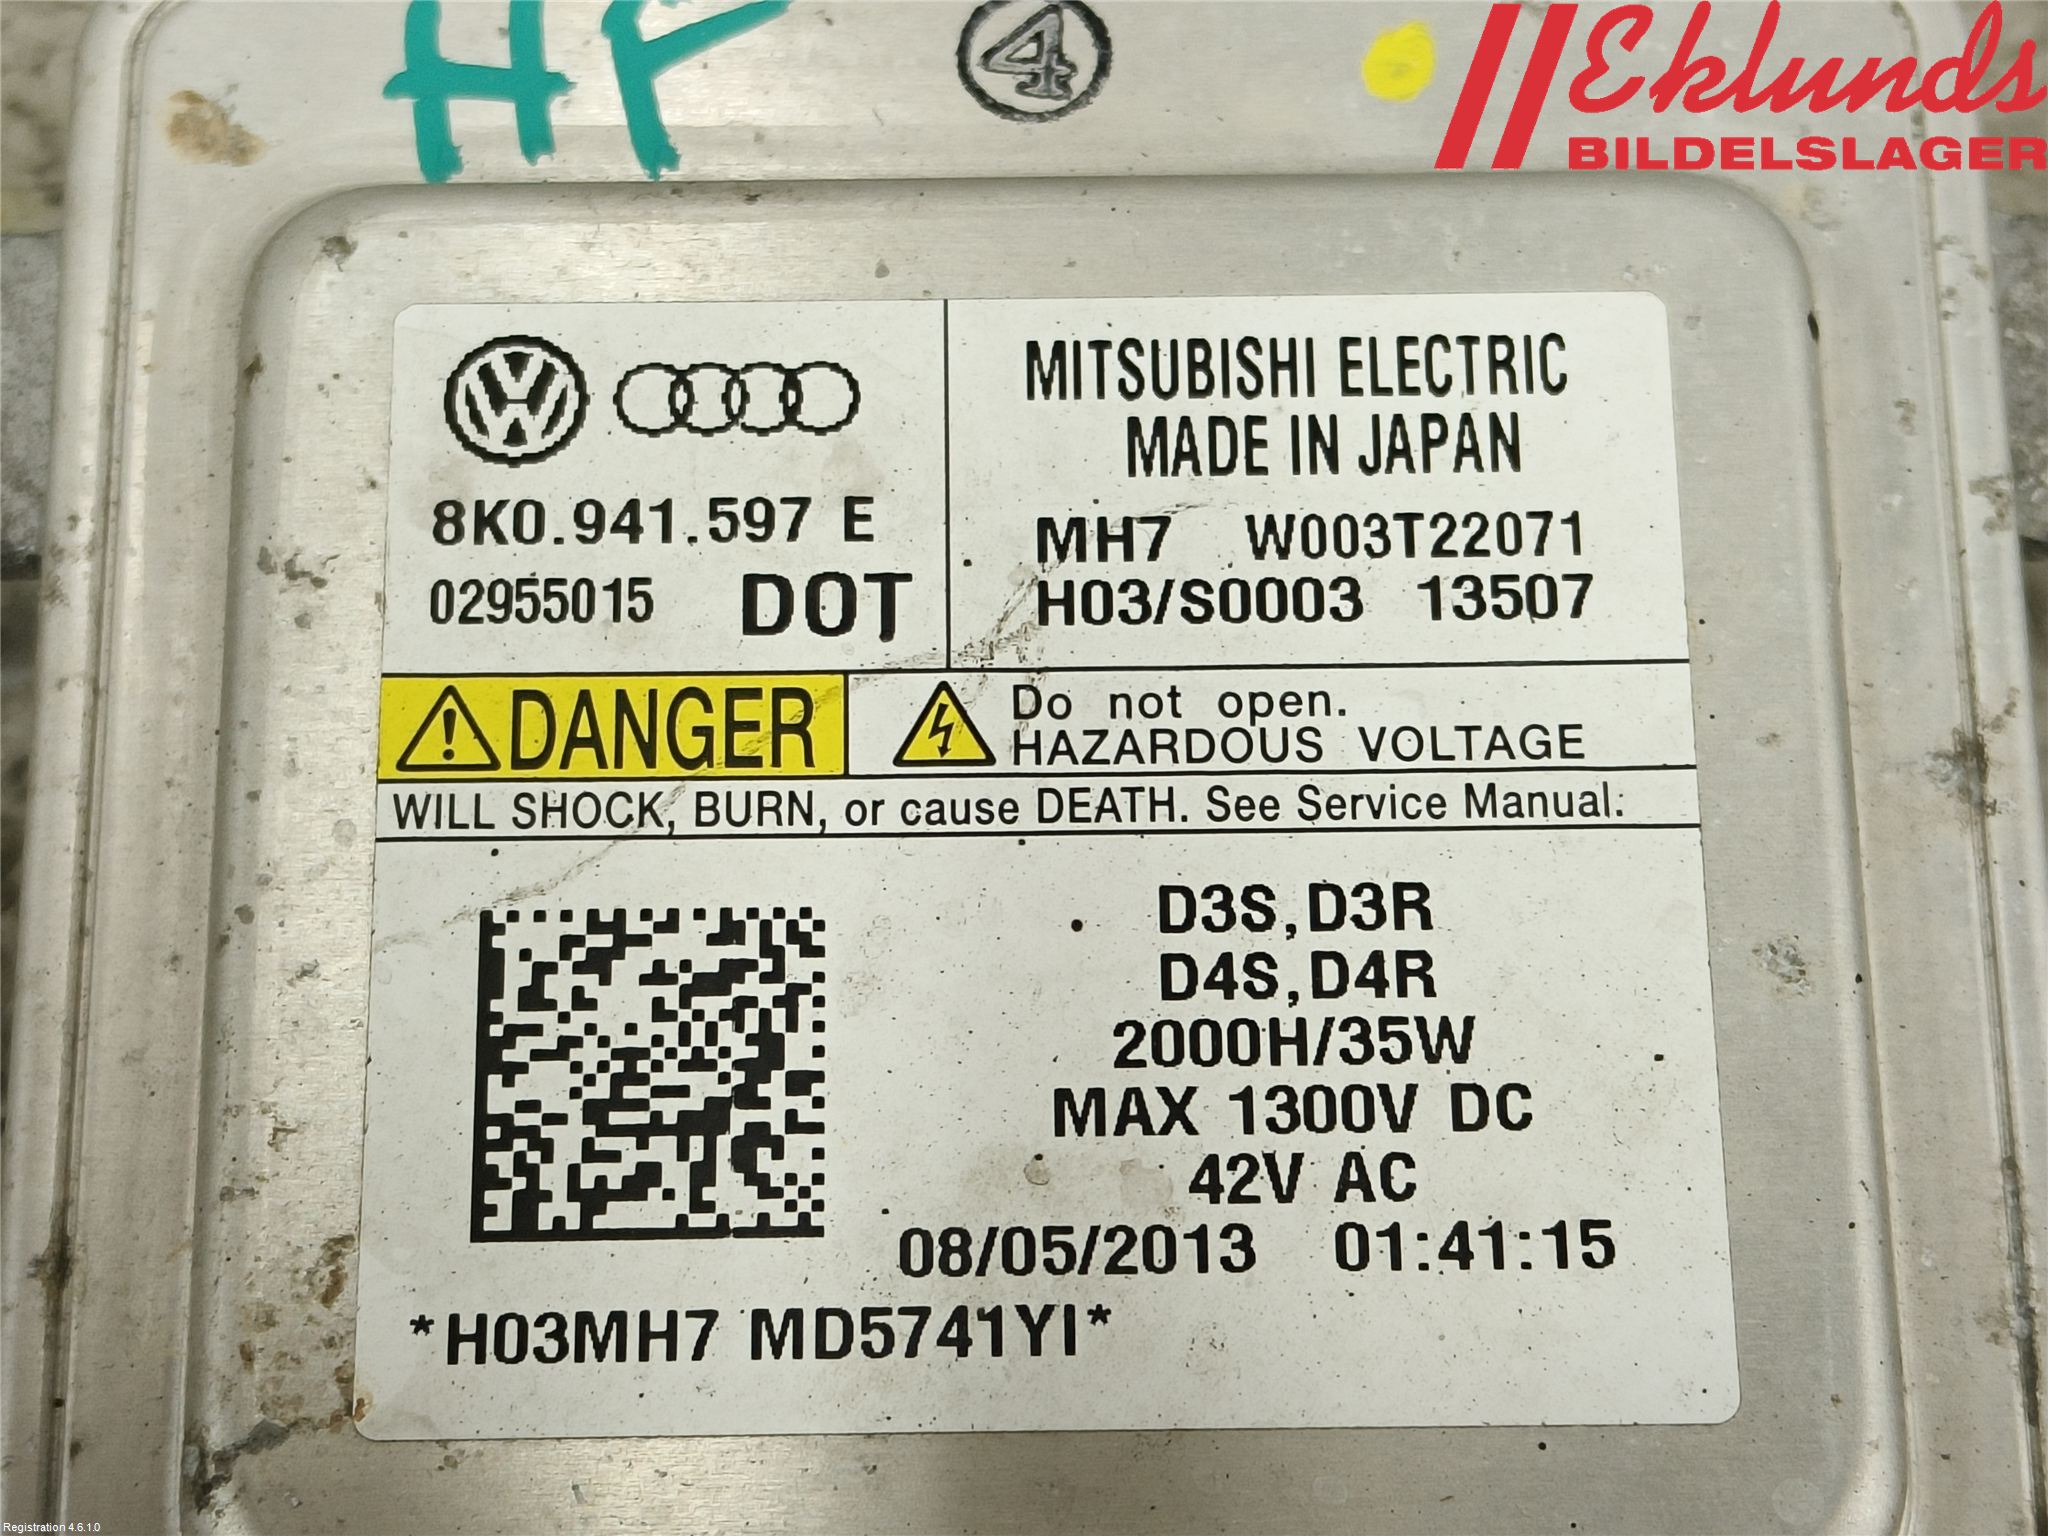 HF
4
Eklunds
BILDELSLAGER
8K0.941.597 E
02955015 DOT
MITSUBISHI ELECTRIC
MADE IN JAPAN
MH7 W003T22071
H03/S0003 13507
DANGER
Do not open.
HAZARDOUS VOLTAGE
WILL SHOCK, BURN, or cause DEATH. See Service Manual.
D3S,D3R
D4S,D4R
2000H/35W
MAX 1300V DC
42V AC
08/05/2013 01:41:15
*H03MH7 MD5741YI*
Registration 4.6.1.0